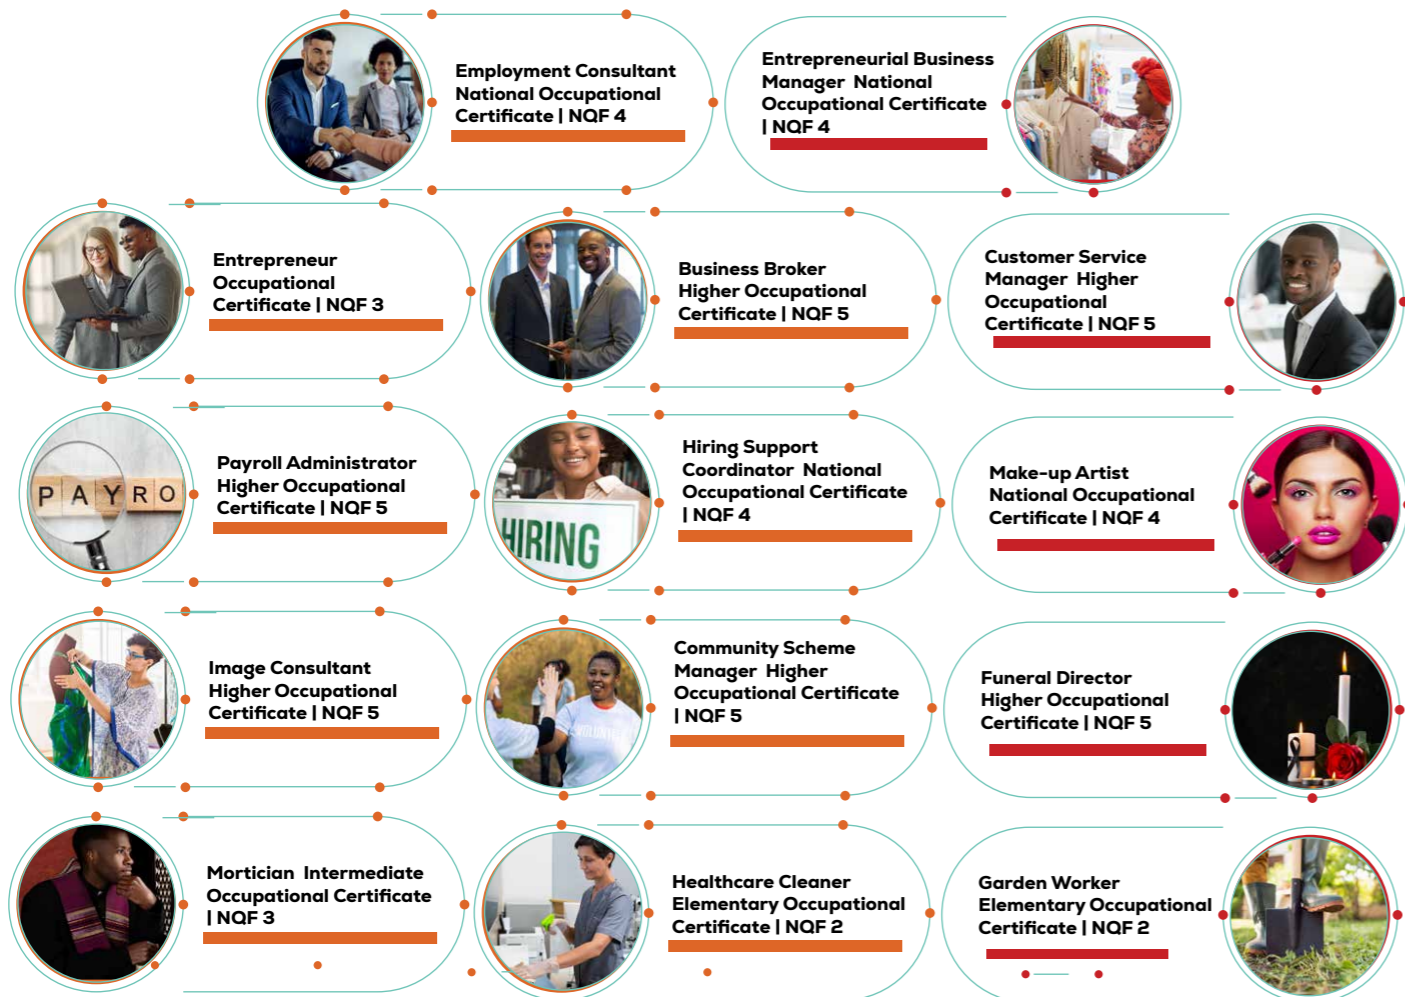 Employment Consultant
National Occupational
Certificate | NQF 4
Entrepreneurial Business
Manager National
Occupational Certificate
| NQF 4
Entrepreneur
Occupational
Certificate | NQF 3
Business Broker
Higher Occupational
Certificate | NQF 5
Customer Service
Manager Higher
Occupational
Certificate | NQF 5
PAYRO
Payroll Administrator
Higher Occupational
Certificate | NQF 5
HIRING
Hiring Support
Coordinator National
Occupational Certificate
| NQF 4
Make-up Artist
National Occupational
Certificate | NQF 4
Image Consultant
Higher Occupational
Certificate | NQF 5
Community Scheme
Manager Higher
Occupational Certificate
| NQF 5
Funeral Director
Higher Occupational
Certificate | NQF 5
Mortician Intermediate
Occupational Certificate
| NQF 3
Healthcare Cleaner
Elementary Occupational
Certificate | NQF 2
Garden Worker
Elementary Occupational
Certificate | NQF 2